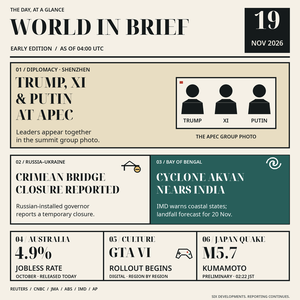 THE DAY, AT A GLANCE
WORLD IN BRIEF
EARLY EDITION / AS OF 04:00 UTC
19
NOV 2026
01 / DIPLOMACY · SHENZHEN
TRUMP, XI
& PUTIN
AT APEC
Leaders appear together
in the summit group photo.
TRUMP XI PUTIN
THE APEC GROUP PHOTO
02 / RUSSIA–UKRAINE
CRIMEAN BRIDGE
CLOSURE REPORTED
Russian-installed governor
reports a temporary closure.
03 / BAY OF BENGAL
CYCLONE AKVAN
NEARS INDIA
IMD warns coastal states;
landfall forecast for 20 Nov.
04 / AUSTRALIA
4.9%
JOBLESS RATE
OCTOBER · RELEASED TODAY
05 / CULTURE
GTA VI
ROLLOUT BEGINS
DIGITAL · REGION BY REGION
06 / JAPAN QUAKE
M5.7
KUMAMOTO
PRELIMINARY · 02:22 JST
REUTERS / CNBC / JMA / ABS / IMD / AP
SIX DEVELOPMENTS. REPORTING CONTINUES.